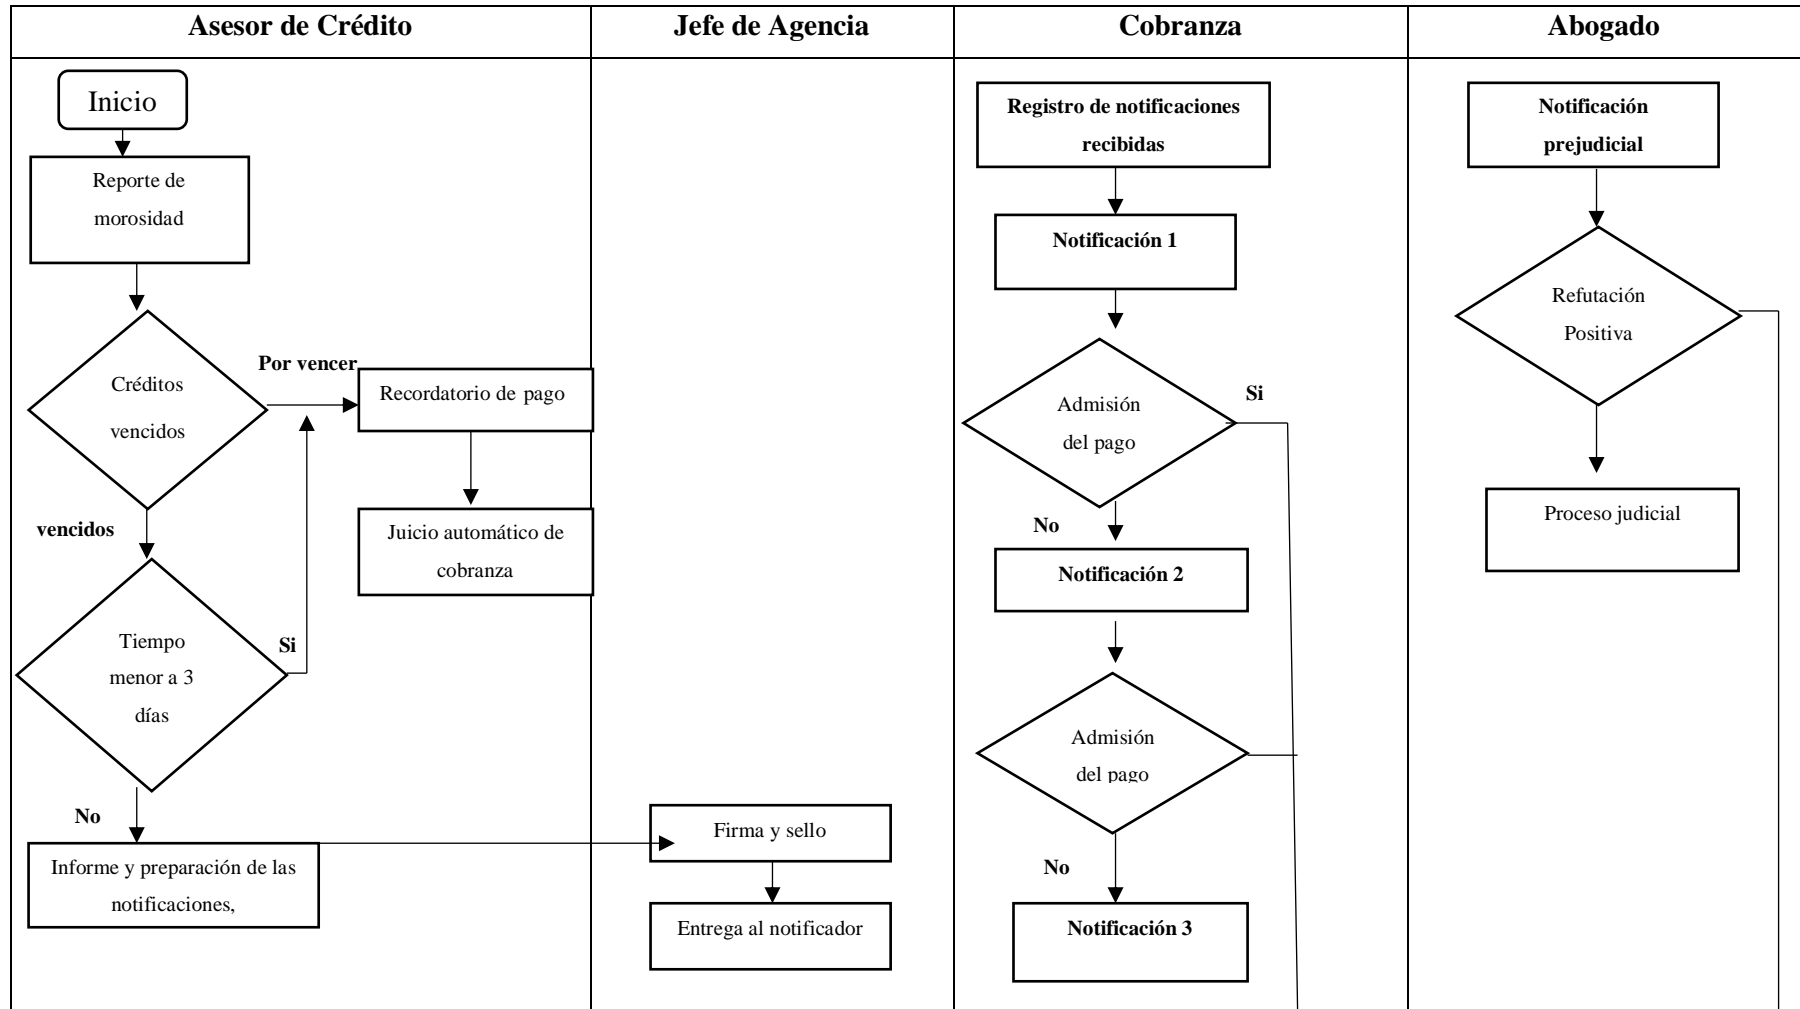 Asesor de Crédito
Jefe de Agencia
Cobranza
Abogado
Inicio
Reporte de
morosidad
Créditos
vencidos
Por vencer
Recordatorio de pago
Juicio automático de
cobranza
vencidos
Tiempo
menor a 3
días
Si
No
Informe y preparación de las
notificaciones,
Firma y sello
Entrega al notificador
Registro de notificaciones
recibidas
Notificación 1
Admisión
del pago
Si
No
Notificación 2
Admisión
del pago
No
Notificación 3
Notificación
prejudicial
Refutación
Positiva
Proceso judicial